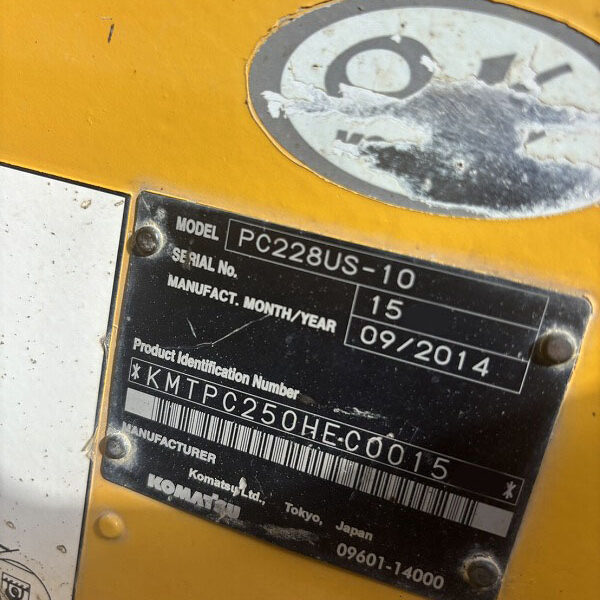 MODEL PC228US-10
SERIAL No. 15
MANUFACT. MONTH/YEAR 09/2014
Product Identification Number
*KMTPC250HEC0015 *
MANUFACTURER
Komatsu Ltd., Tokyo, Japan
KOMATSU
09601-14000